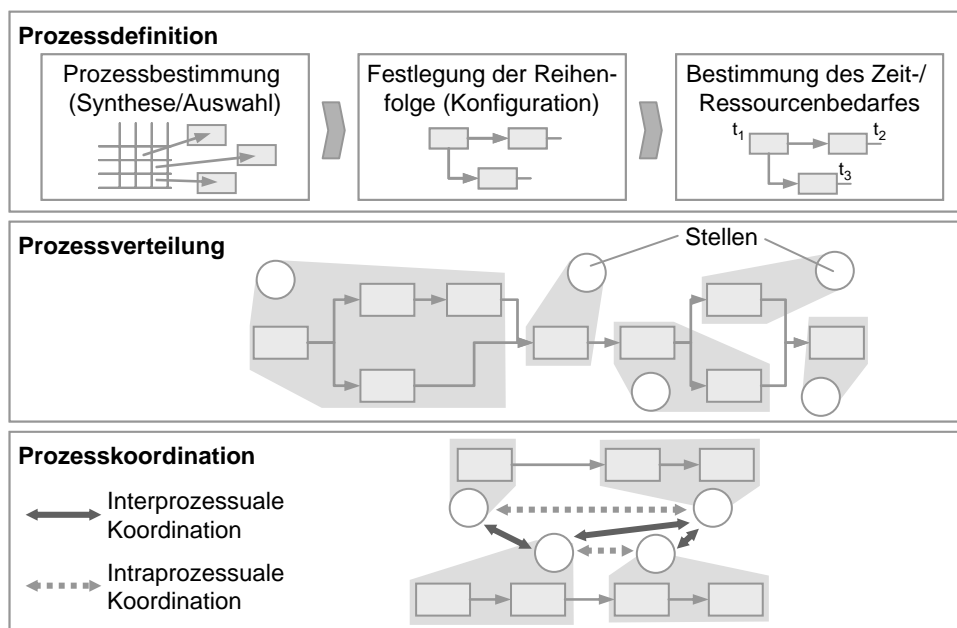 Prozessdefinition
Prozessbestimmung
(Synthese/Auswahl)
Festlegung der Reihen-
folge (Konfiguration)
Bestimmung des Zeit-/
Ressourcenbedarfes
t₁
t₂
t₃
Prozessverteilung
Stellen
Prozesskoordination
Interprozessuale
Koordination
Intraprozessuale
Koordination